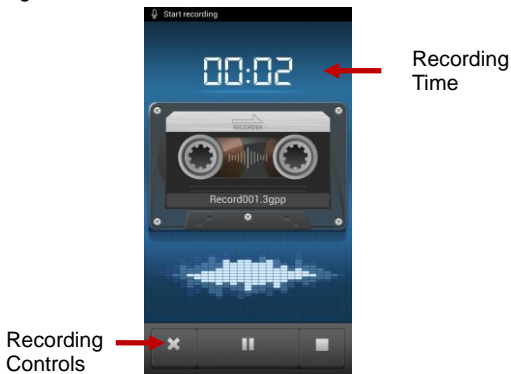 Start recording
00:02
Recording
Time
RECORDER
Record001.3gpp
Recording
Controls